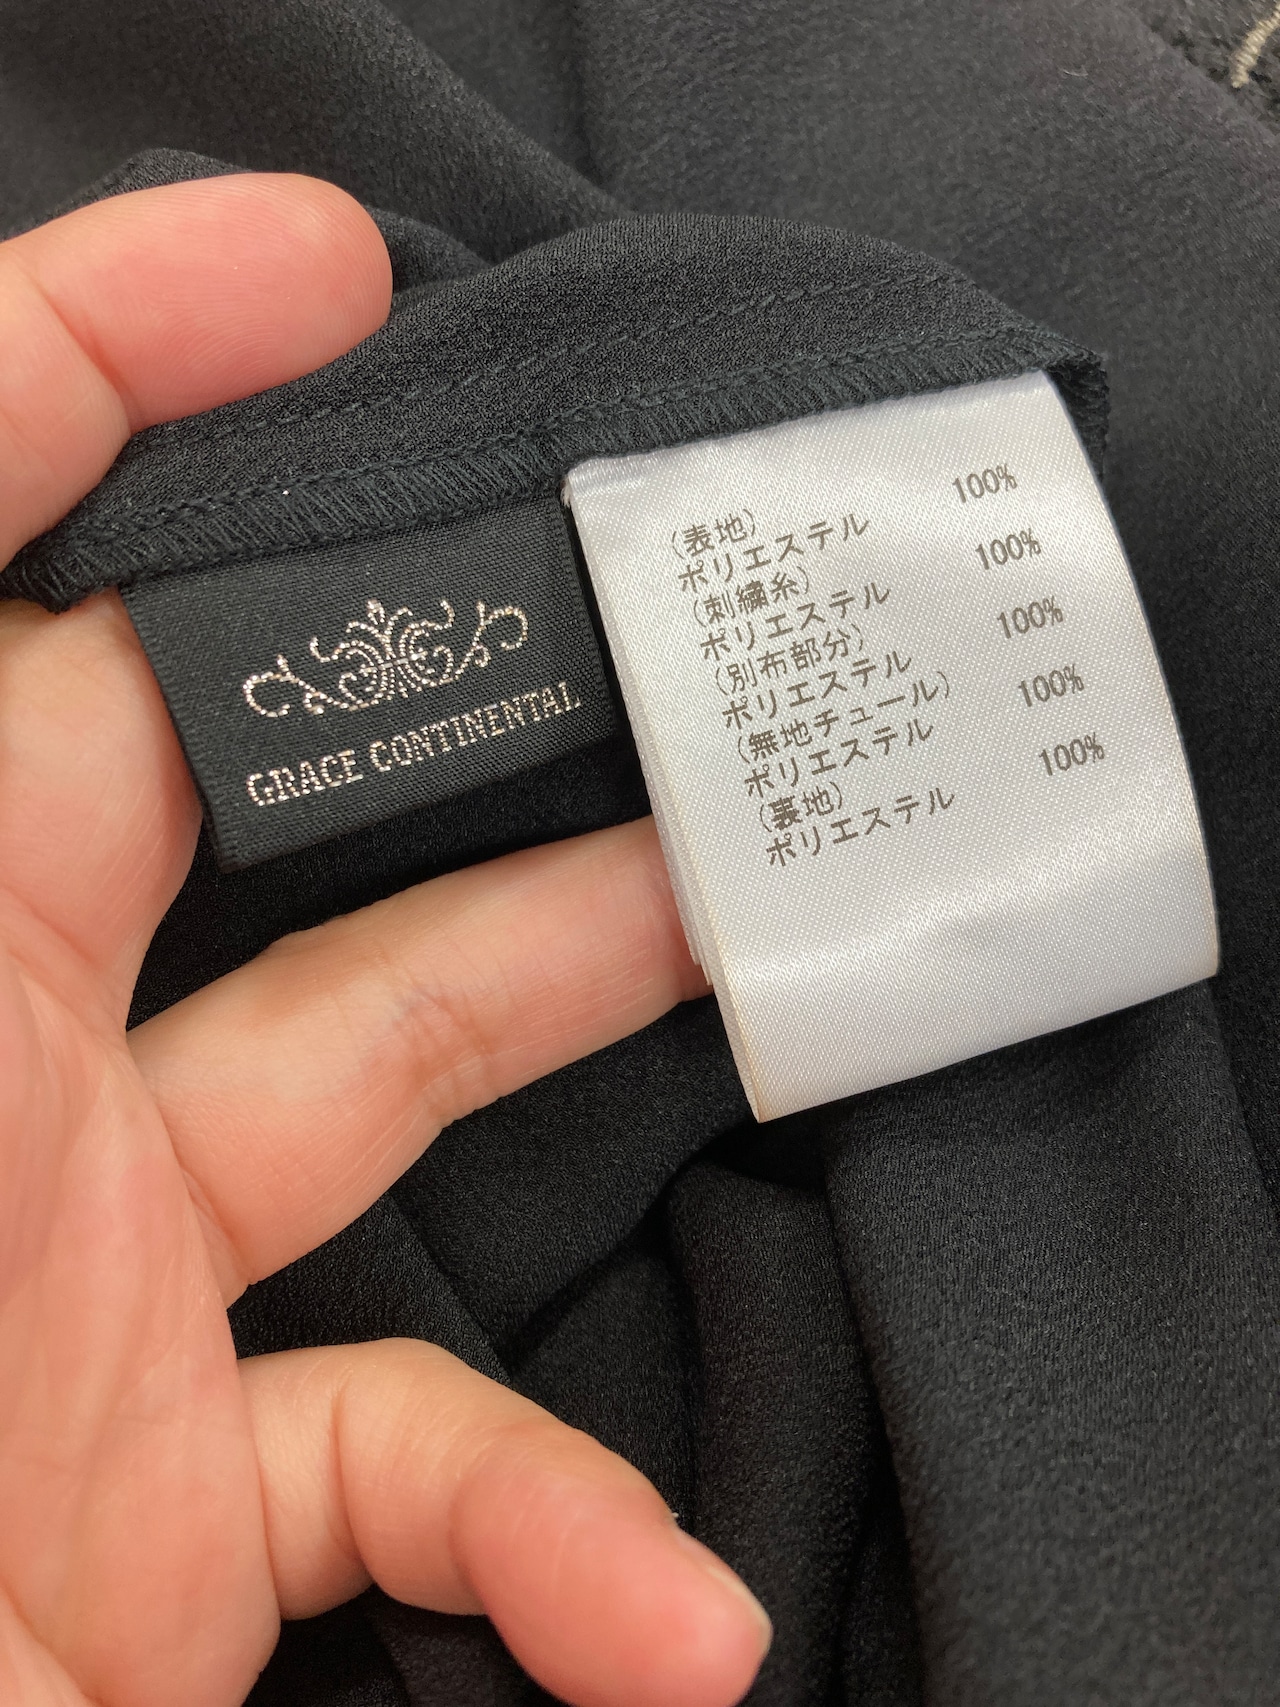 GRACE CONTINENTAL
(表地)
ポリエステル 100%
(刺繍糸)
ポリエステル 100%
(別布部分)
ポリエステル 100%
(無地チュール)
ポリエステル 100%
(裏地)
ポリエステル 100%